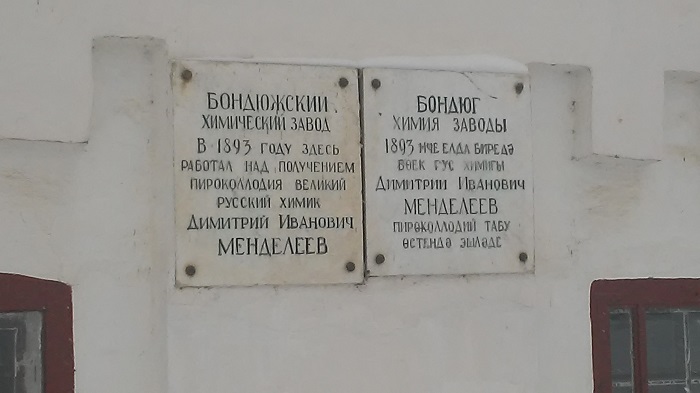 БОНДЮЖСКИЙ
ХИМИЧЕСКИЙ ЗАВОД
В 1893 ГОДУ ЗДЕСЬ
РАБОТАЛ НАД ПОЛУЧЕНИЕМ
ПИРОКОЛЛОДИЯ ВЕЛИКИЙ
РУССКИЙ ХИМИК
ДИМИТРИЙ ИВАНОВИЧ
МЕНДЕЛЕЕВ
БОНДЮГ
ХИМИЯ ЗАВОДЫ
1893 НЧЕ ЕЛДА БИРЕДӘ
БӨЕК РУС ХИМИГЫ
ДИМИТРИЙ ИВАНОВИЧ
МЕНДЕЛЕЕВ
ПИРОКОЛЛОДИЙ ТАБУ
ӨСТЕНДӘ ЭШЛӘДЕ